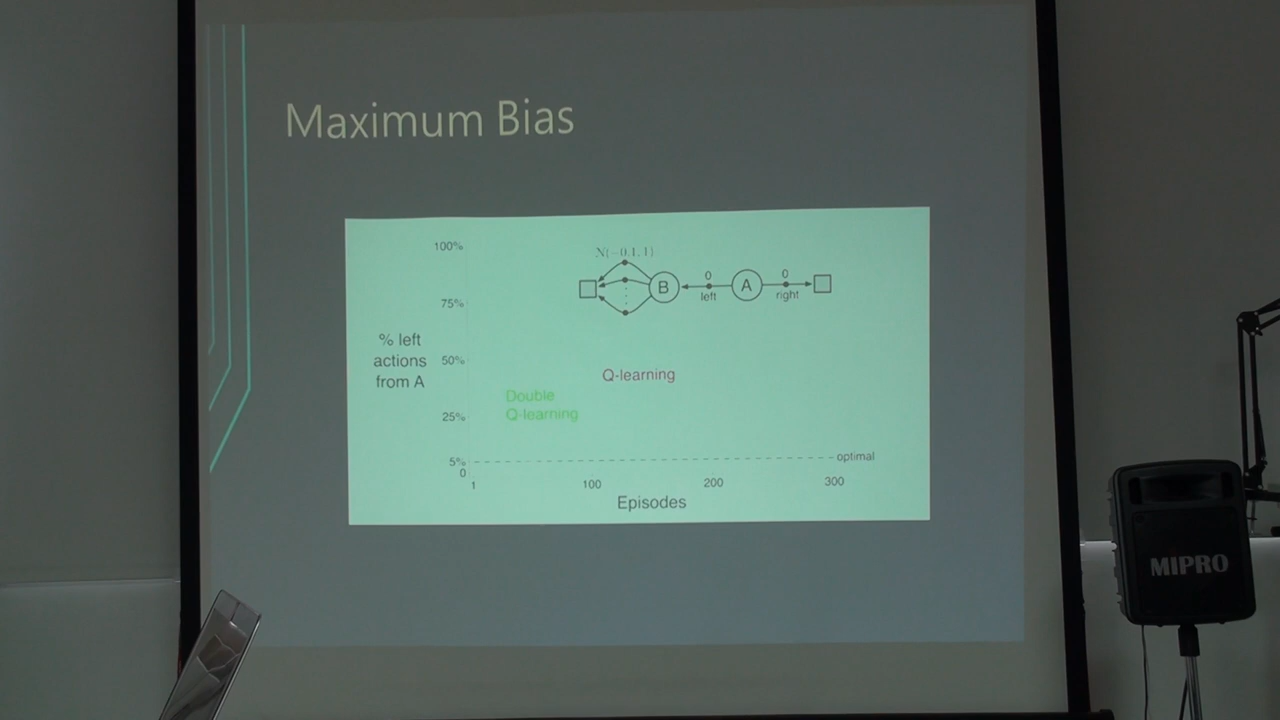 Maximum Bias
100%
N(−0.1, 1)
B
0
left
A
0
right
75%
% left
actions
from A
50%
Q-learning
Double
Q-learning
25%
5%
optimal
0
1
100
200
300
Episodes
MIPRO